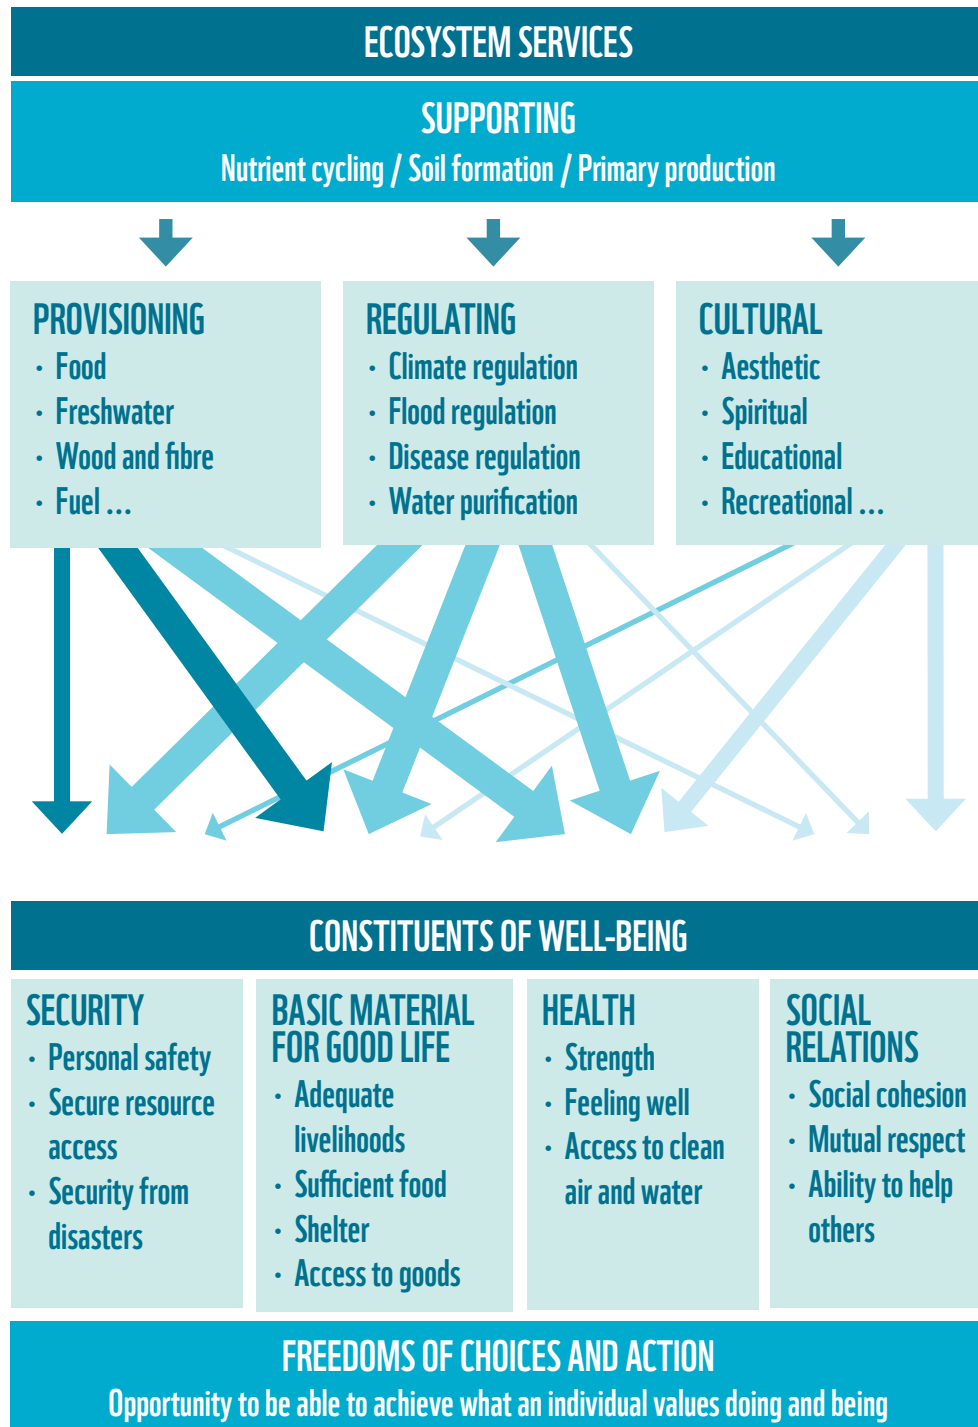 ECOSYSTEM SERVICES
SUPPORTING
Nutrient cycling / Soil formation / Primary production
PROVISIONING
· Food
· Freshwater
· Wood and fibre
· Fuel ...
REGULATING
· Climate regulation
· Flood regulation
· Disease regulation
· Water purification
CULTURAL
· Aesthetic
· Spiritual
· Educational
· Recreational ...
CONSTITUENTS OF WELL-BEING
SECURITY
· Personal safety
· Secure resource
access
· Security from
disasters
BASIC MATERIAL
FOR GOOD LIFE
· Adequate
livelihoods
· Sufficient food
· Shelter
· Access to goods
HEALTH
· Strength
· Feeling well
· Access to clean
air and water
SOCIAL
RELATIONS
· Social cohesion
· Mutual respect
· Ability to help
others
FREEDOMS OF CHOICES AND ACTION
Opportunity to be able to achieve what an individual values doing and being